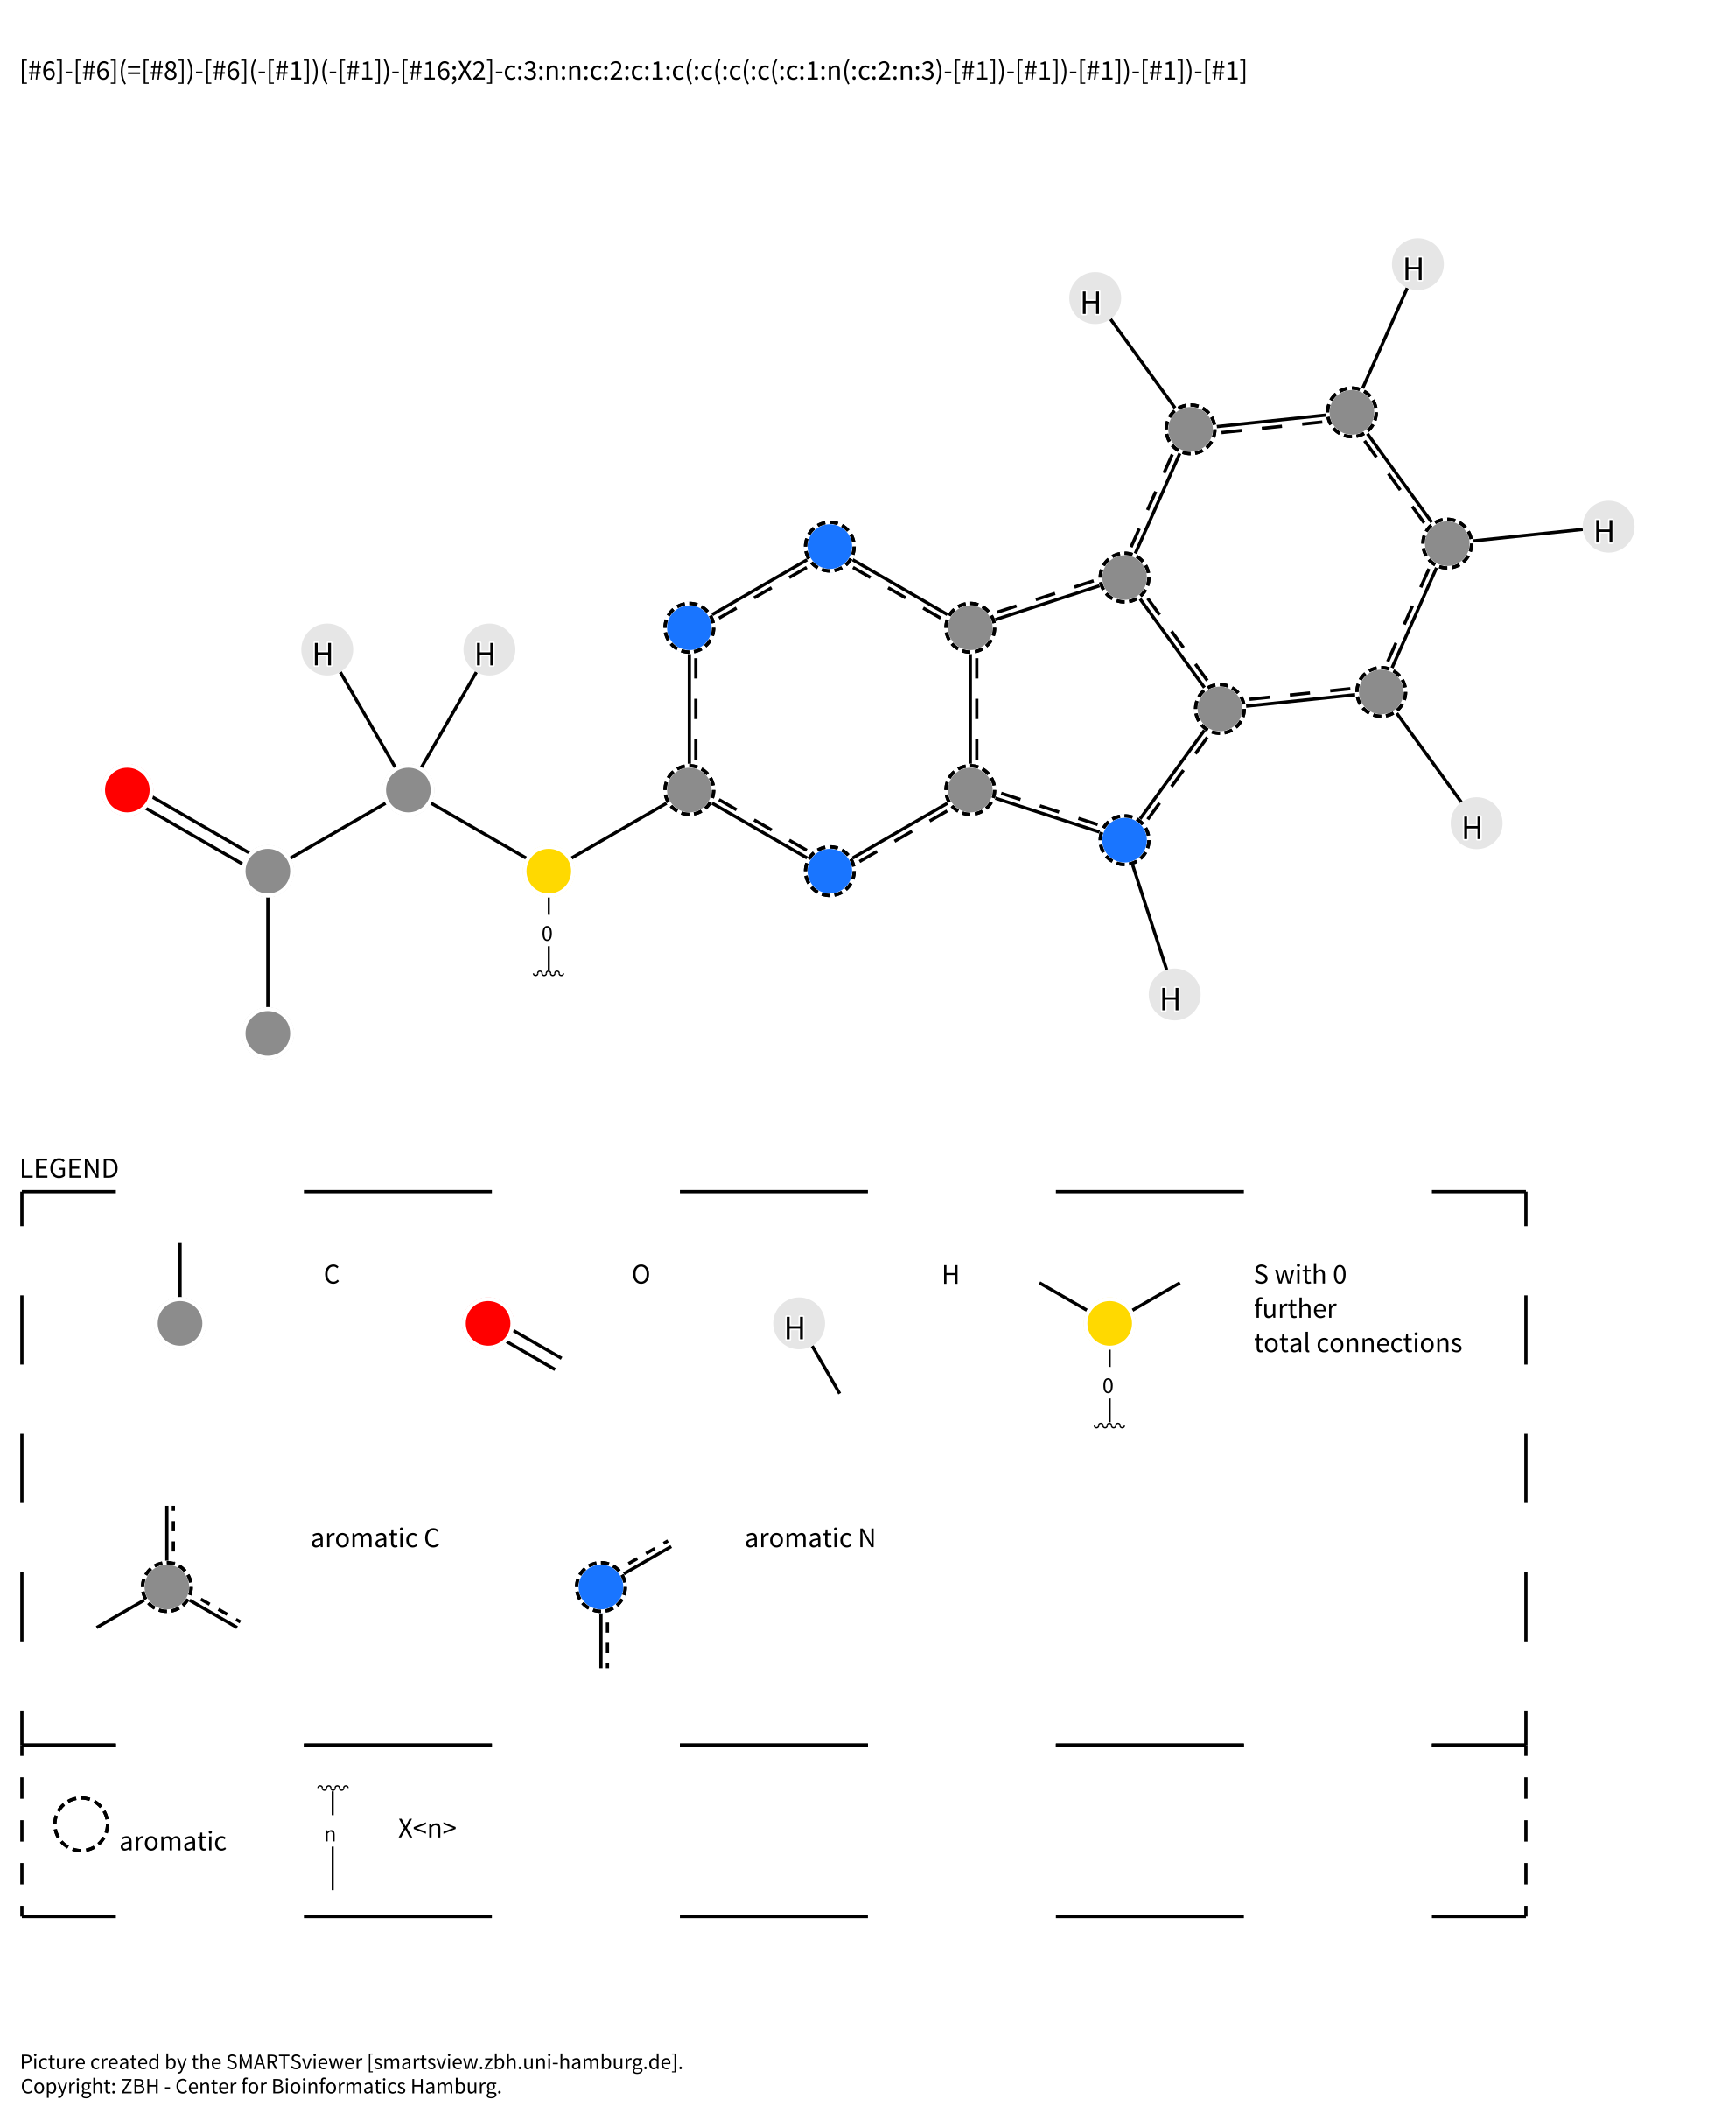 [#6]-[#6](=[#8])-[#6](-[#1])(-[#1])-[#16;X2]-c:3:n:n:c:2:c:1:c(:c(:c(:c(:c:1:n(:c:2:n:3)-[#1])-[#1])-[#1])-[#1])-[#1]
H
H
H
H H
0
H
H
LEGEND
C
O
H
H
S with 0
further
total connections
0
aromatic C
aromatic N
aromatic
n
X<n>
Picture created by the SMARTSviewer [smartsview.zbh.uni-hamburg.de].
Copyright: ZBH - Center for Bioinformatics Hamburg.